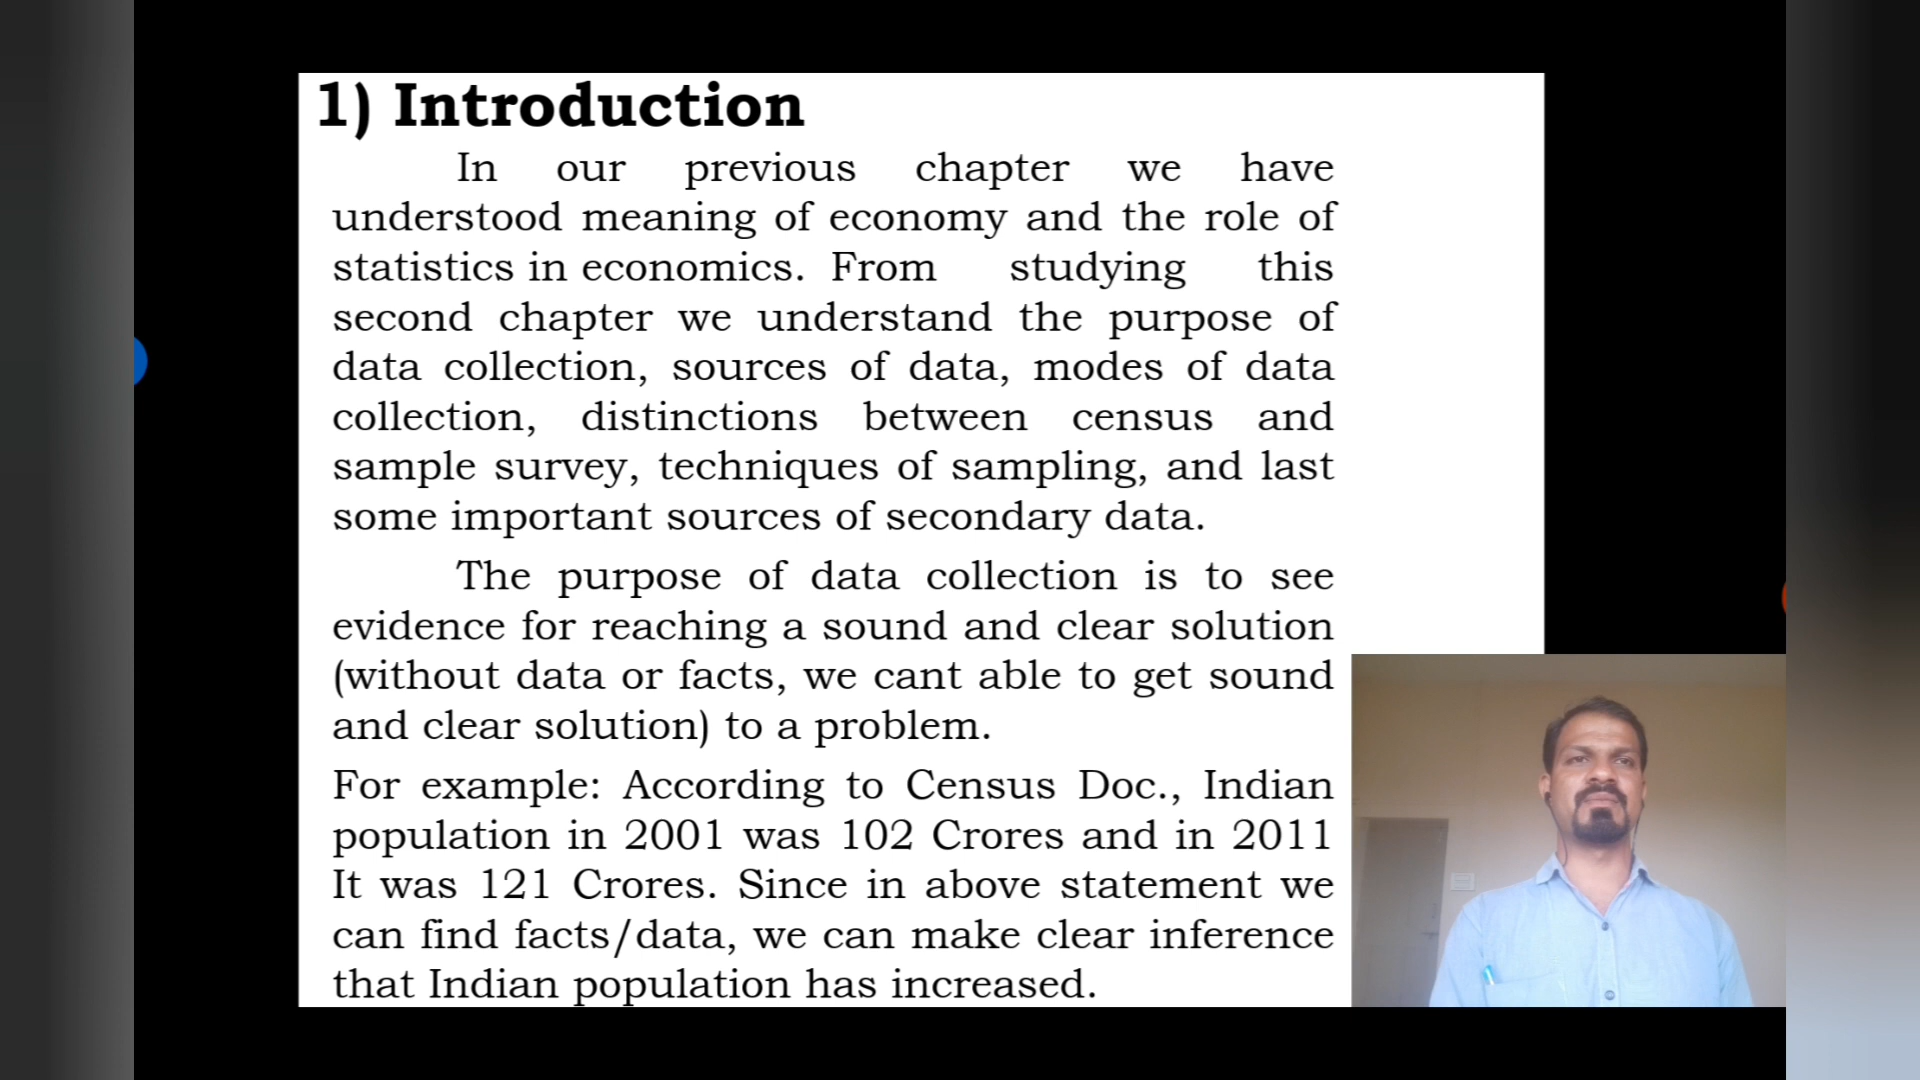 1) Introduction
In our previous chapter we have
understood meaning of economy and the role of
statistics in economics. From studying this
second chapter we understand the purpose of
data collection, sources of data, modes of data
collection, distinctions between census and
sample survey, techniques of sampling, and last
some important sources of secondary data.
The purpose of data collection is to see
evidence for reaching a sound and clear solution
(without data or facts, we cant able to get sound
and clear solution) to a problem.
For example: According to Census Doc., Indian
population in 2001 was 102 Crores and in 2011
It was 121 Crores. Since in above statement we
can find facts/data, we can make clear inference
that Indian population has increased.